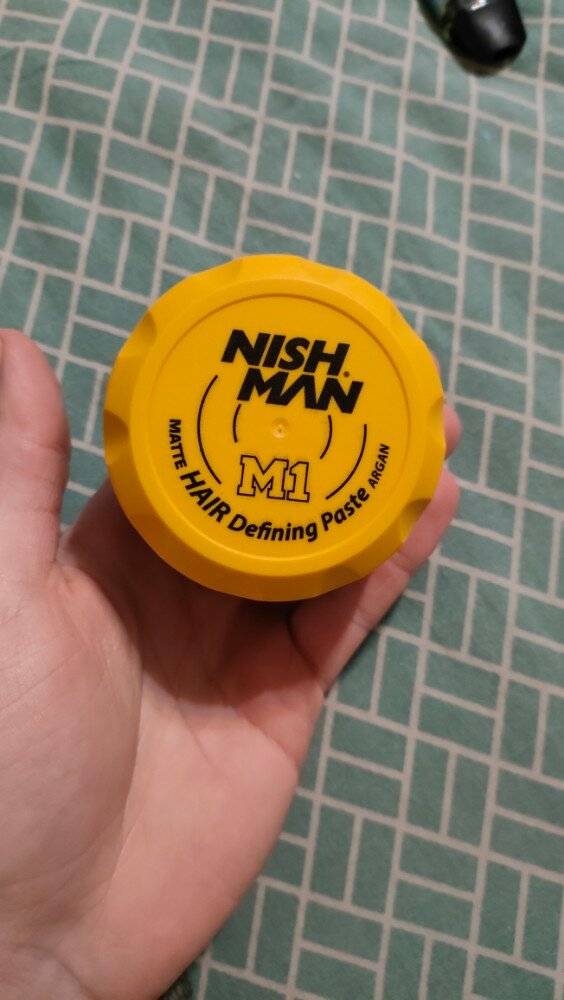 NISH
MAN®
M1
MATTE HAIR Defining Paste ARGAN